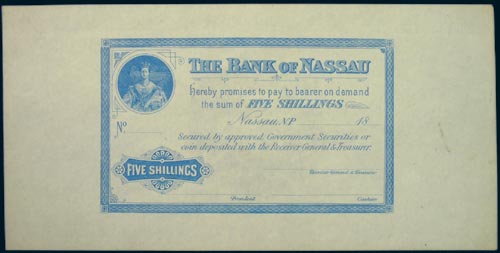 THE BANK OF NASSAU
Hereby promises to pay to bearer on demand
the sum of FIVE SHILLINGS
Nassau, N.P. 18
No
Secured by approved Government Securities or
coin deposited with the Receiver General & Treasurer.
Receiver General & Treasurer
FIVE SHILLINGS
President Cashier